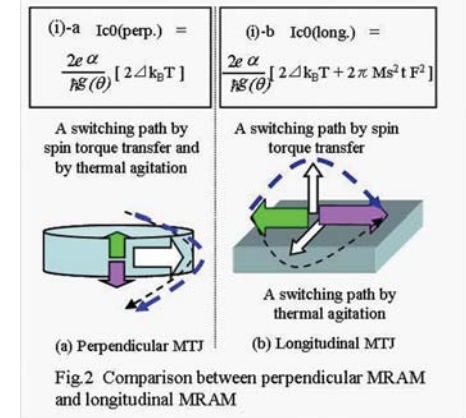 (i)-a Ic0(perp.) =
2e α
ħg(θ) [ 2⊿kBT ]
(i)-b Ic0(long.) =
2e α
ħg(θ) [ 2⊿kBT + 2π Ms²t F² ]
A switching path by
spin torque transfer and
by thermal agitation
A switching path by spin
torque transfer
A switching path by
thermal agitation
(a) Perpendicular MTJ
(b) Longitudinal MTJ
Fig.2 Comparison between perpendicular MRAM
and longitudinal MRAM